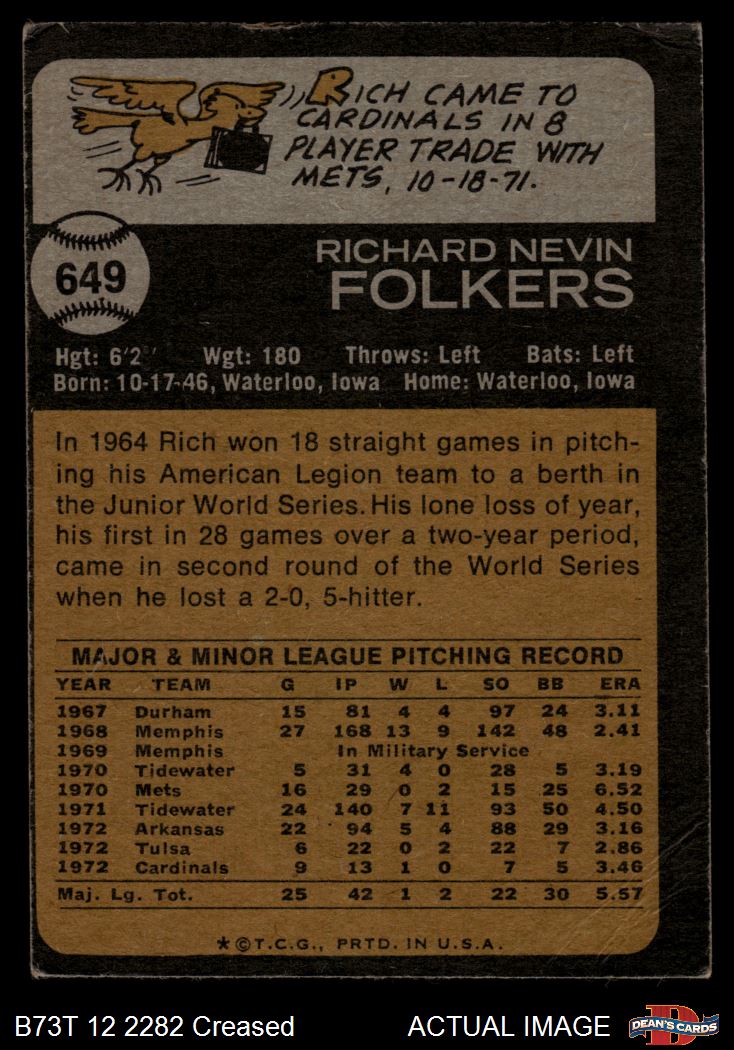 RICH CAME TO
CARDINALS IN 8
PLAYER TRADE WITH
METS, 10-18-71.
649
RICHARD NEVIN
FOLKERS
Hgt: 6'2" Wgt: 180 Throws: Left Bats: Left
Born: 10-17-46, Waterloo, Iowa Home: Waterloo, Iowa
In 1964 Rich won 18 straight games in pitch-
ing his American Legion team to a berth in
the Junior World Series. His lone loss of year,
his first in 28 games over a two-year period,
came in second round of the World Series
when he lost a 2-0, 5-hitter.
MAJOR & MINOR LEAGUE PITCHING RECORD
YEAR TEAM G IP W L SO BB ERA
1967 Durham 15 81 4 4 97 24 3.11
1968 Memphis 27 168 13 9 142 48 2.41
1969 Memphis In Military Service
1970 Tidewater 5 31 4 0 28 5 3.19
1970 Mets 16 29 0 2 15 25 6.52
1971 Tidewater 24 140 7 11 93 50 4.50
1972 Arkansas 22 94 5 4 88 29 3.16
1972 Tulsa 6 22 0 2 22 7 2.86
1972 Cardinals 9 13 1 0 7 5 3.46
Maj. Lg. Tot. 25 42 1 2 22 30 5.57
★©T.C.G., PRTD. IN U.S.A.
B73T 12 2282 Creased ACTUAL IMAGE
D
DEAN'S CARDS